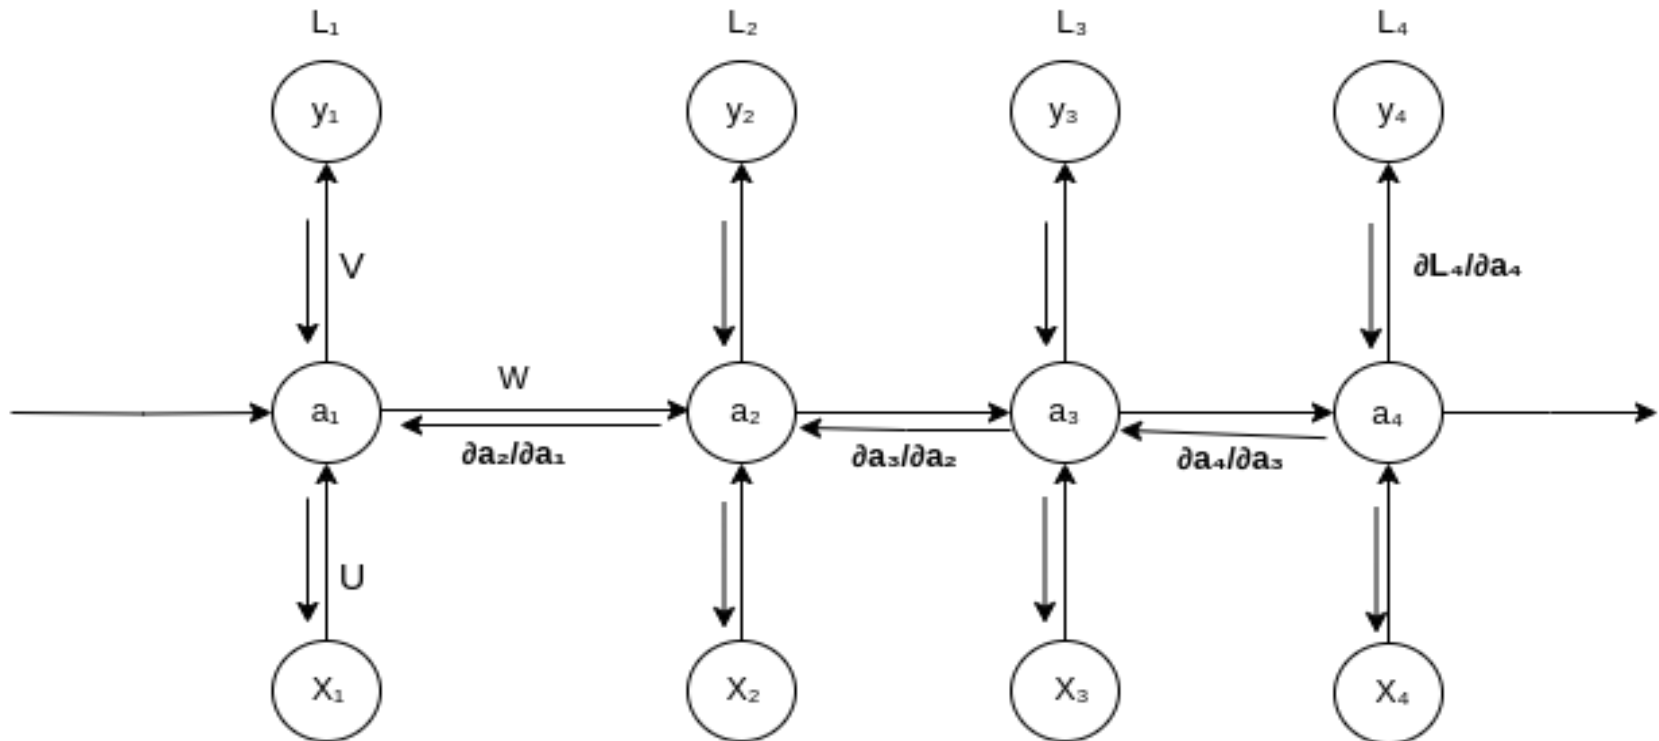 L₁ L₂ L₃ L₄
y₁ y₂ y₃ y₄
V ∂L₄/∂a₄
W
a₁ a₂ a₃ a₄
∂a₂/∂a₁ ∂a₃/∂a₂ ∂a₄/∂a₃
U
X₁ X₂ X₃ X₄